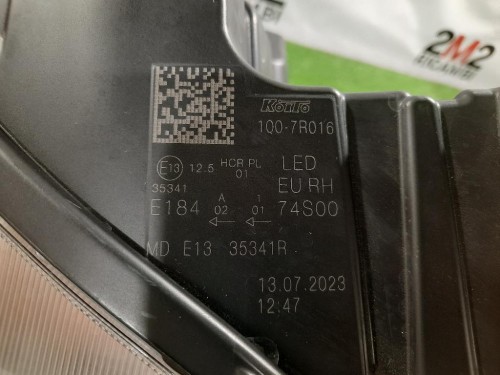 2M2
RICAMBI
KOITO
100-7R016
E13 12.5 HCR PL LED
01
35341 EU RH
E184 A 02 1 01 74S00
MD E13 35341R
13.07.2023
12:47